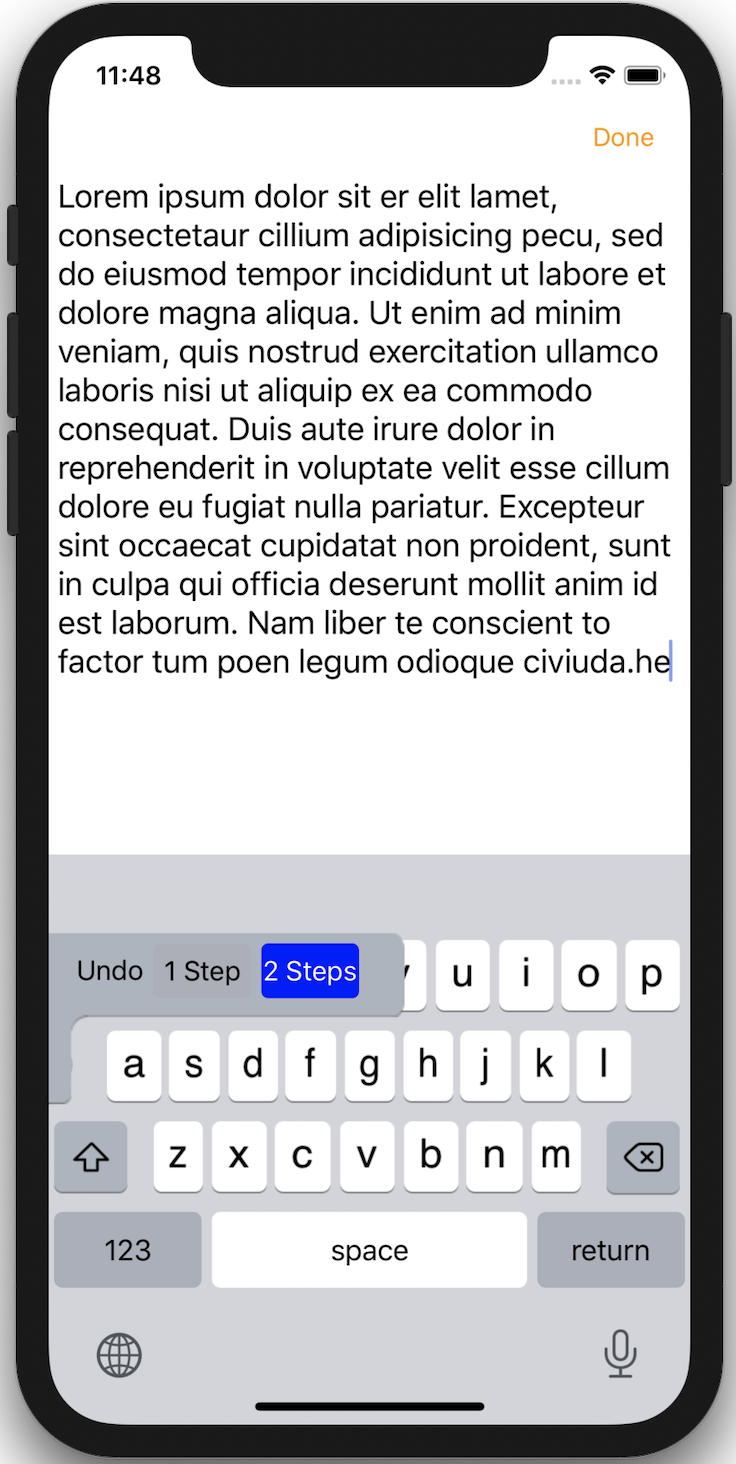 11:48
Done
Lorem ipsum dolor sit er elit lamet,
consectetaur cillium adipisicing pecu, sed
do eiusmod tempor incididunt ut labore et
dolore magna aliqua. Ut enim ad minim
veniam, quis nostrud exercitation ullamco
laboris nisi ut aliquip ex ea commodo
consequat. Duis aute irure dolor in
reprehenderit in voluptate velit esse cillum
dolore eu fugiat nulla pariatur. Excepteur
sint occaecat cupidatat non proident, sunt
in culpa qui officia deserunt mollit anim id
est laborum. Nam liber te conscient to
factor tum poen legum odioque civiuda.he
Undo 1 Step 2 Steps u i o p
a s d f g h j k l
z x c v b n m
123 space return